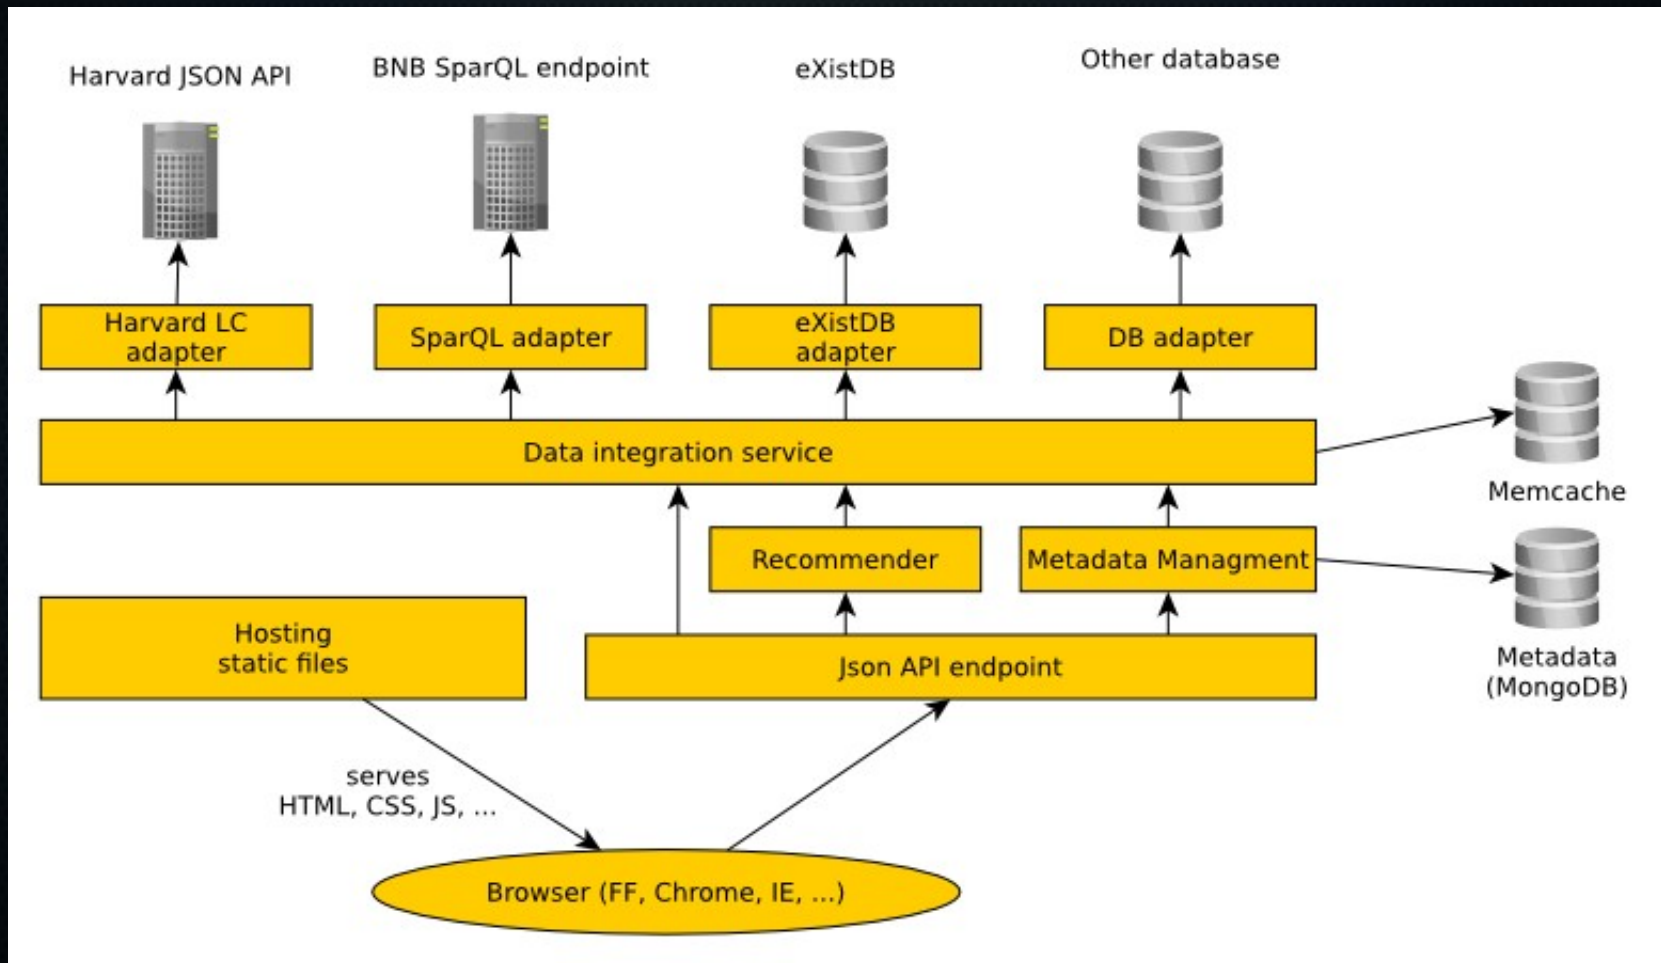 Harvard JSON API
BNB SparQL endpoint
eXistDB
Other database
Harvard LC
adapter
SparQL adapter
eXistDB
adapter
DB adapter
Data integration service
Memcache
Recommender
Metadata Managment
Metadata
(MongoDB)
Hosting
static files
Json API endpoint
serves
HTML, CSS, JS, ...
Browser (FF, Chrome, IE, ...)